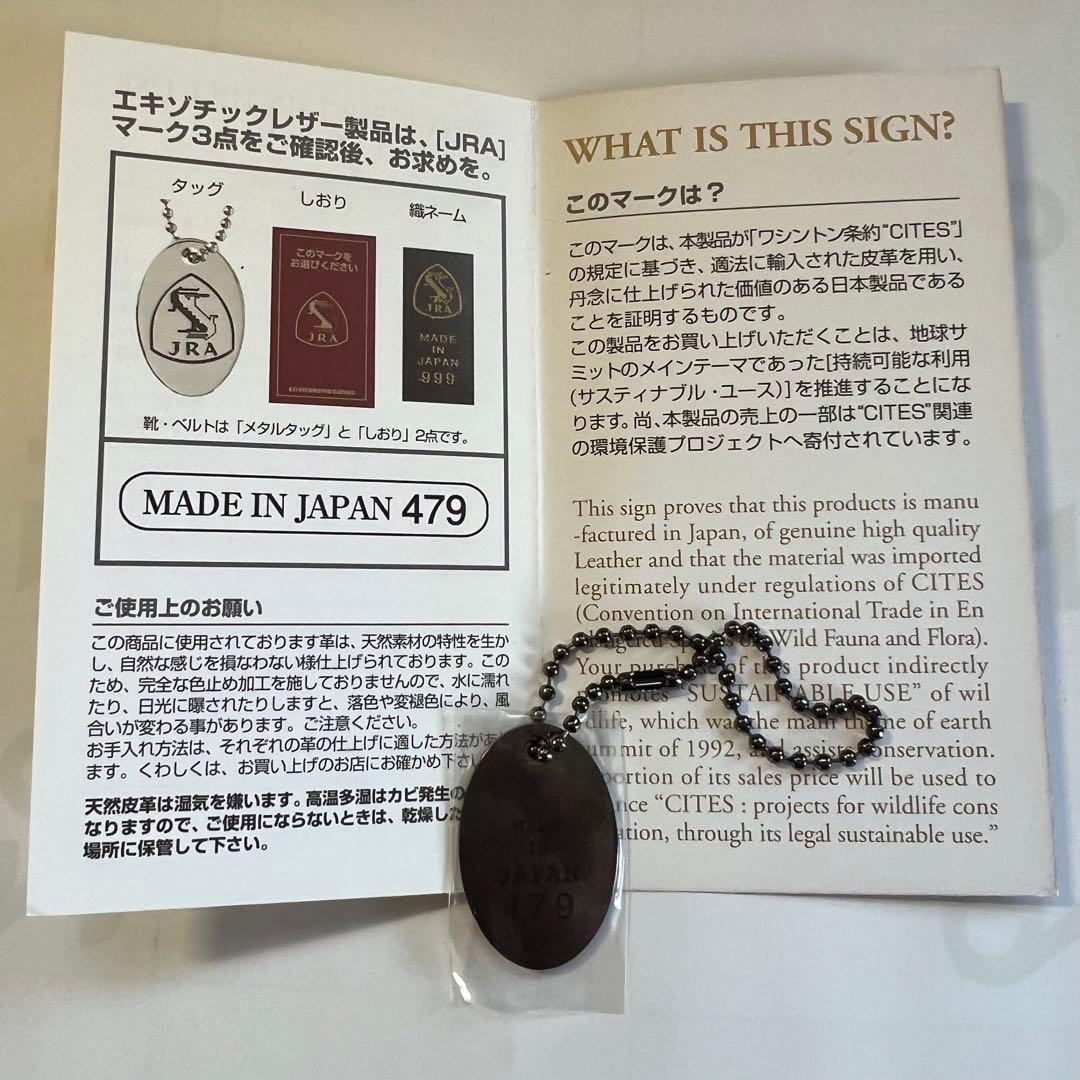 エキゾチックレザー製品は、[JRA]
マーク3点をご確認後、お求めを。
タッグ
しおり
織ネーム
JRA
このマークを
お選びください
JRA
JRA
MADE
IN
JAPAN
999
靴・ベルトは「メタルタッグ」と「しおり」2点です。
MADE IN JAPAN 479
ご使用上のお願い
この商品に使用されております革は、天然素材の特性を生か
し、自然な感じを損なわない様仕上げられております。この
ため、完全な色止め加工を施しておりませんので、水に濡れ
たり、日光に曝されたりしますと、落色や変褪色により、風
合いが変わる事があります。ご注意ください。
お手入れ方法は、それぞれの革の仕上げに適した方法があ
ます。くわしくは、お買い上げのお店にお確かめ下さ
天然皮革は湿気を嫌います。高温多湿はカビ発生の
なりますので、ご使用にならないときは、乾燥した
場所に保管して下さい。
WHAT IS THIS SIGN?
このマークは？
このマークは、本製品が「ワシントン条約“CITES”」
の規定に基づき、適法に輸入された皮革を用い、
丹念に仕上げられた価値のある日本製品である
ことを証明するものです。
この製品をお買い上げいただくことは、地球サ
ミットのメインテーマであった[持続可能な利用
(サスティナブル・ユース)]を推進することにな
ります。尚、本製品の売上の一部は“CITES”関連
の環境保護プロジェクトへ寄付されています。
This sign proves that this products is manu
-factured in Japan, of genuine high quality
Leather and that the material was imported
legitimately under regulations of CITES
(Convention on International Trade in En
Wild Fauna and Flora).
Your purchase of this product indirectly
promotes “SUSTAINABLE USE” of wil
dlife, which was the main theme of earth
summit of 1992, and assists conservation.
portion of its sales price will be used to
“CITES : projects for wildlife cons
through its legal sustainable use.”
MADE
IN
JAPAN
479